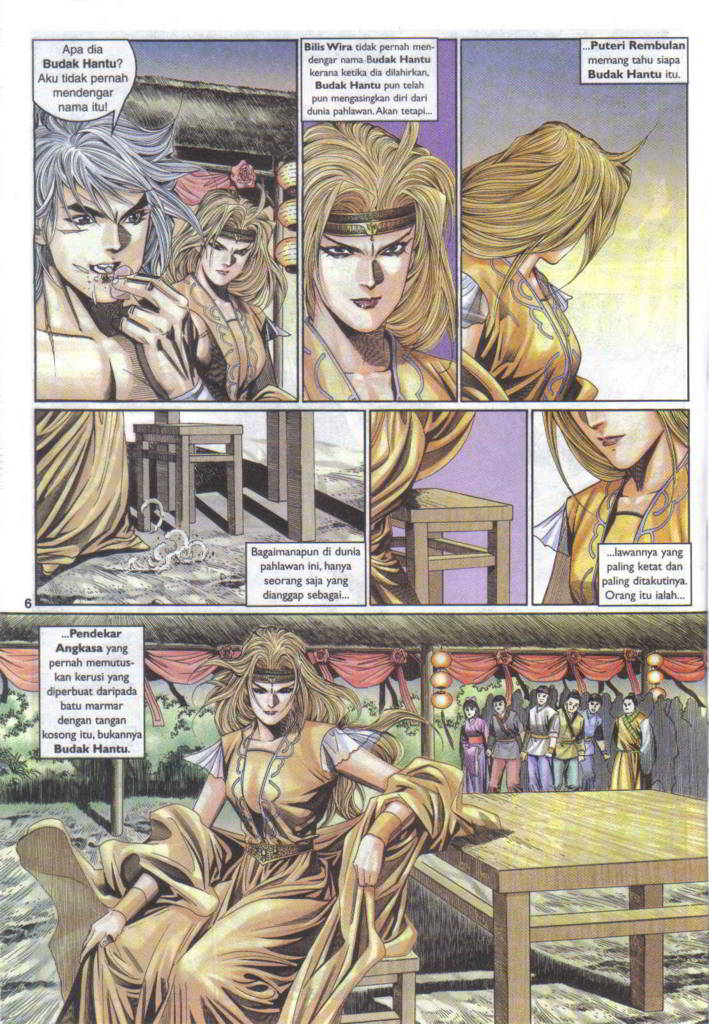 Apa dia
Budak Hantu?
Aku tidak pernah
mendengar
nama itu!
Bilis Wira tidak pernah men-
dengar nama Budak Hantu
kerana ketika dia dilahirkan,
Budak Hantu pun telah
pun mengasingkan diri dari
dunia pahlawan. Akan tetapi...
...Puteri Rembulan
memang tahu siapa
Budak Hantu itu.
Bagaimanapun di dunia
pahlawan ini, hanya
seorang saja yang
dianggap sebagai...
...lawannya yang
paling ketat dan
paling ditakutinya.
Orang itu ialah...
6
...Pendekar
Angkasa yang
pernah memutus-
kan kerusi yang
diperbuat daripada
batu marmar
dengan tangan
kosong itu, bukannya
Budak Hantu.